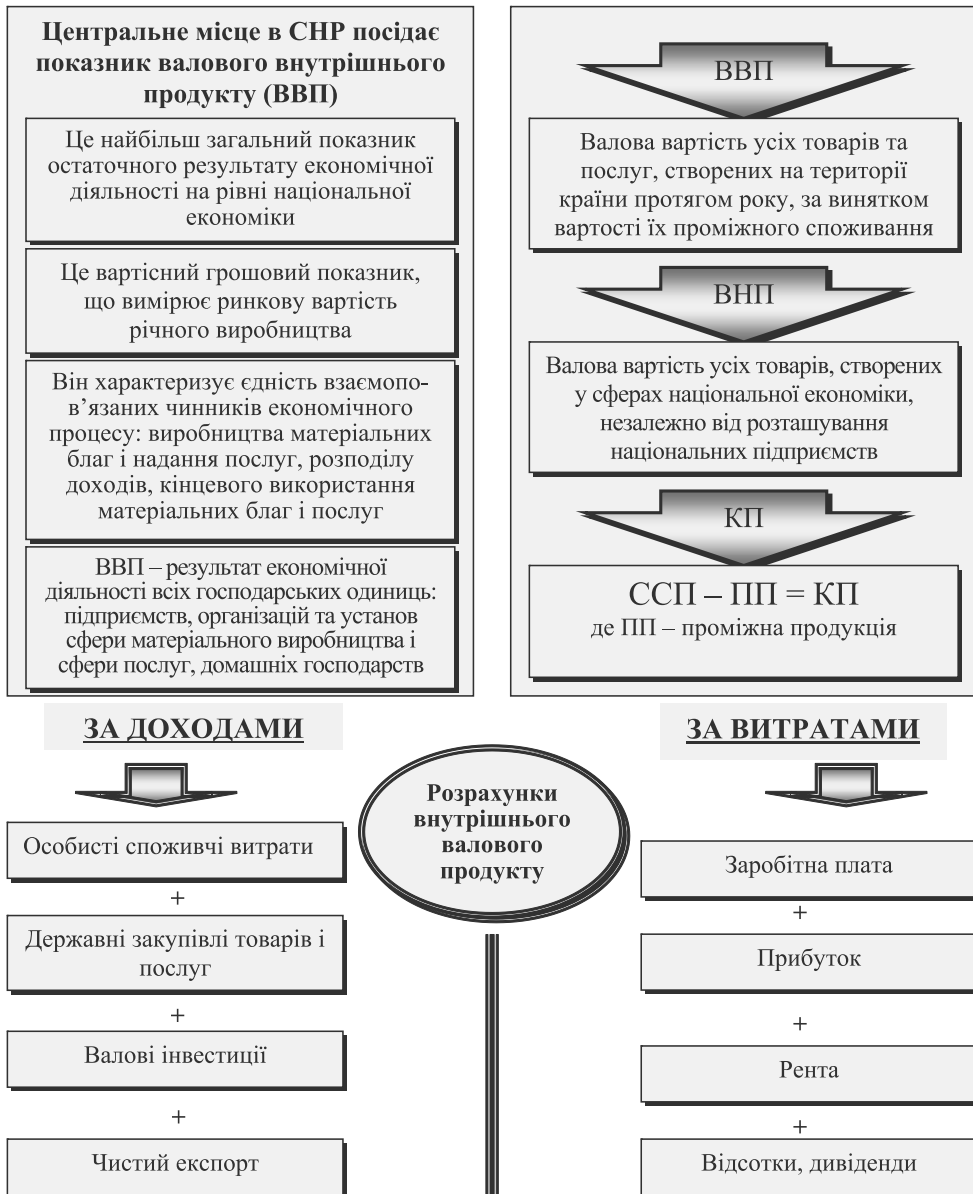 Центральне місце в СНР посідає
показник валового внутрішнього
продукту (ВВП)
Це найбільш загальний показник
остаточного результату економічної
діяльності на рівні національної
економіки
Це вартісний грошовий показник,
що вимірює ринкову вартість
річного виробництва
Він характеризує єдність взаємопо-
в’язаних чинників економічного
процесу: виробництва матеріальних
благ і надання послуг, розподілу
доходів, кінцевого використання
матеріальних благ і послуг
ВВП – результат економічної
діяльності всіх господарських одиниць:
підприємств, організацій та установ
сфери матеріального виробництва і
сфери послуг, домашніх господарств
ВВП
Валова вартість усіх товарів та
послуг, створених на території
країни протягом року, за винятком
вартості їх проміжного споживання
ВНП
Валова вартість усіх товарів, створених
у сферах національної економіки,
незалежно від розташування
національних підприємств
КП
ССП – ПП = КП
де ПП – проміжна продукція
ЗА ДОХОДАМИ
Особисті споживчі витрати
+
Державні закупівлі товарів і
послуг
+
Валові інвестиції
+
Чистий експорт
Розрахунки
внутрішнього
валового
продукту
ЗА ВИТРАТАМИ
Заробітна плата
+
Прибуток
+
Рента
+
Відсотки, дивіденди